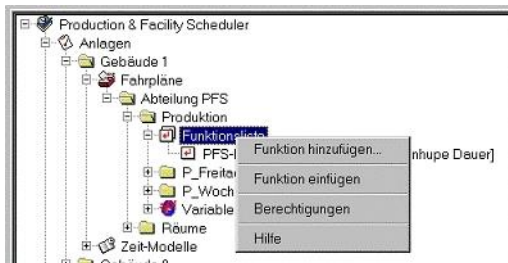 Production & Facility Scheduler
Anlagen
Gebäude 1
Fahrpläne
Abteilung PFS
Produktion
Funktionsliste
Funktion hinzufügen...
PFS- nhupe Dauer]
Funktion einfügen
P_Freita
P_Woch
Berechtigungen
Variable
Räume
Hilfe
Zeit-Modelle